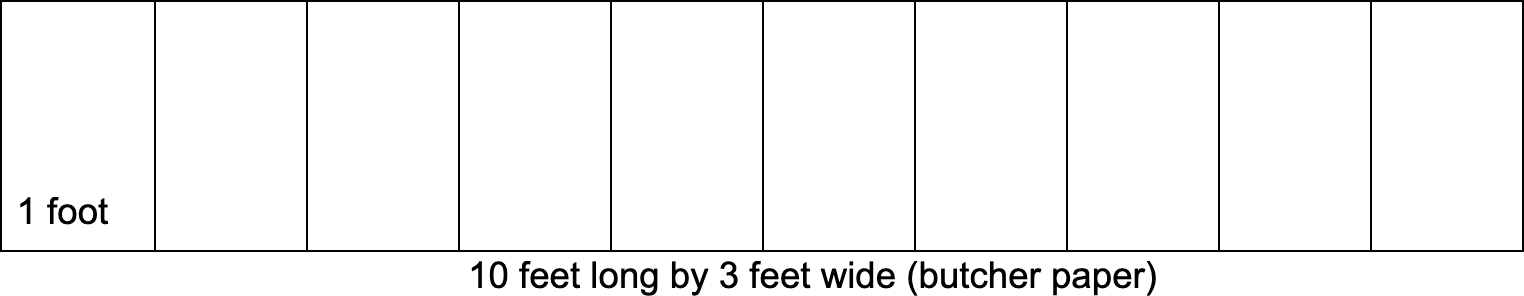 1 foot
10 feet long by 3 feet wide (butcher paper)